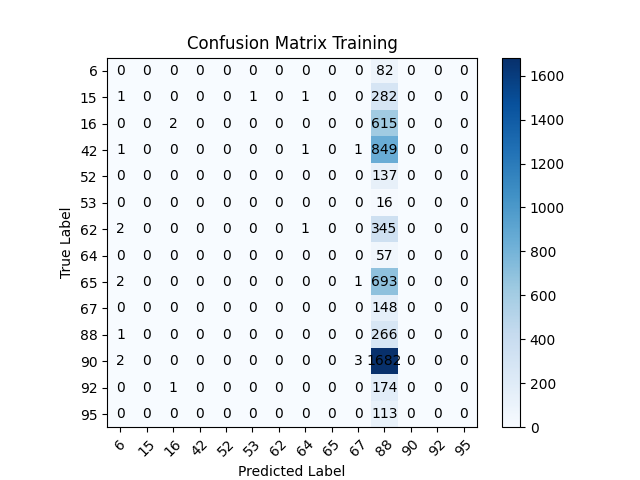 Confusion Matrix Training
6 0 0 0 0 0 0 0 0 0 0 82 0 0 0
15 1 0 0 0 0 1 0 1 0 0 282 0 0 0
16 0 0 2 0 0 0 0 0 0 0 615 0 0 0
42 1 0 0 0 0 0 0 1 0 1 849 0 0 0
52 0 0 0 0 0 0 0 0 0 0 137 0 0 0
53 0 0 0 0 0 0 0 0 0 0 16 0 0 0
62 2 0 0 0 0 0 0 1 0 0 345 0 0 0
64 0 0 0 0 0 0 0 0 0 0 57 0 0 0
65 2 0 0 0 0 0 0 0 0 1 693 0 0 0
67 0 0 0 0 0 0 0 0 0 0 148 0 0 0
88 1 0 0 0 0 0 0 0 0 0 266 0 0 0
90 2 0 0 0 0 0 0 0 0 3 1682 0 0 0
92 0 0 1 0 0 0 0 0 0 0 174 0 0 0
95 0 0 0 0 0 0 0 0 0 0 113 0 0 0
6 15 16 42 52 53 62 64 65 67 88 90 92 95
True Label
Predicted Label
1600
1400
1200
1000
800
600
400
200
0